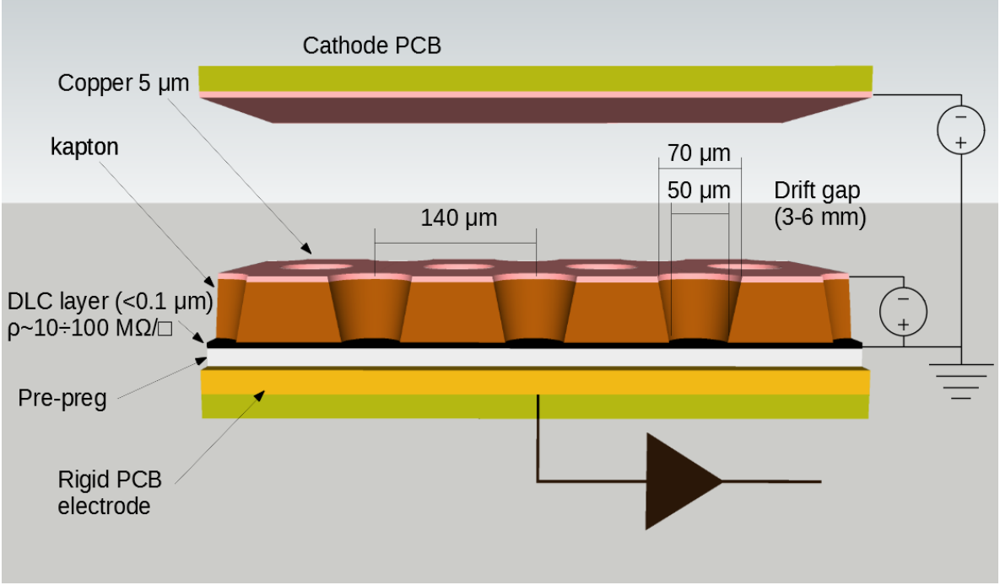 Cathode PCB
Copper 5 μm
kapton
70 μm
50 μm
Drift gap
(3-6 mm)
140 μm
DLC layer (<0.1 μm)
ρ~10÷100 MΩ/□
Pre-preg
Rigid PCB
electrode
−
+
−
+